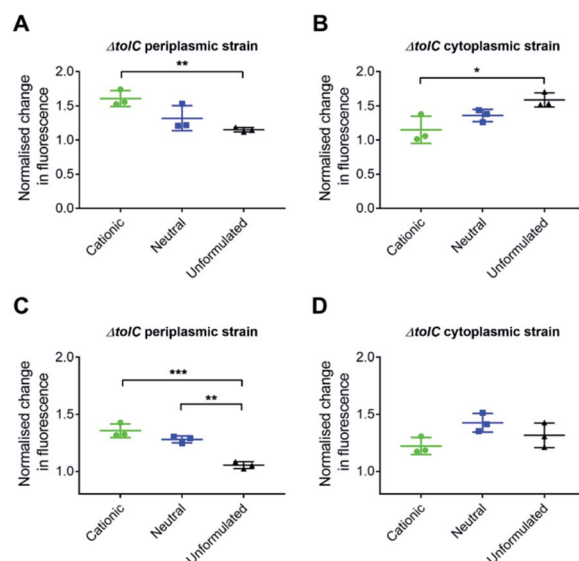 A
ΔtolC periplasmic strain
**
Normalised change
in fluorescence
2.0
1.5
1.0
0.5
0.0
Cationic
Neutral
Unformulated
B
ΔtolC cytoplasmic strain
*
Normalised change
in fluorescence
2.0
1.5
1.0
0.5
0.0
Cationic
Neutral
Unformulated
C
ΔtolC periplasmic strain
***
**
Normalised change
in fluorescence
2.0
1.5
1.0
Cationic
Neutral
Unformulated
D
ΔtolC cytoplasmic strain
Normalised change
in fluorescence
2.0
1.5
1.0
Cationic
Neutral
Unformulated